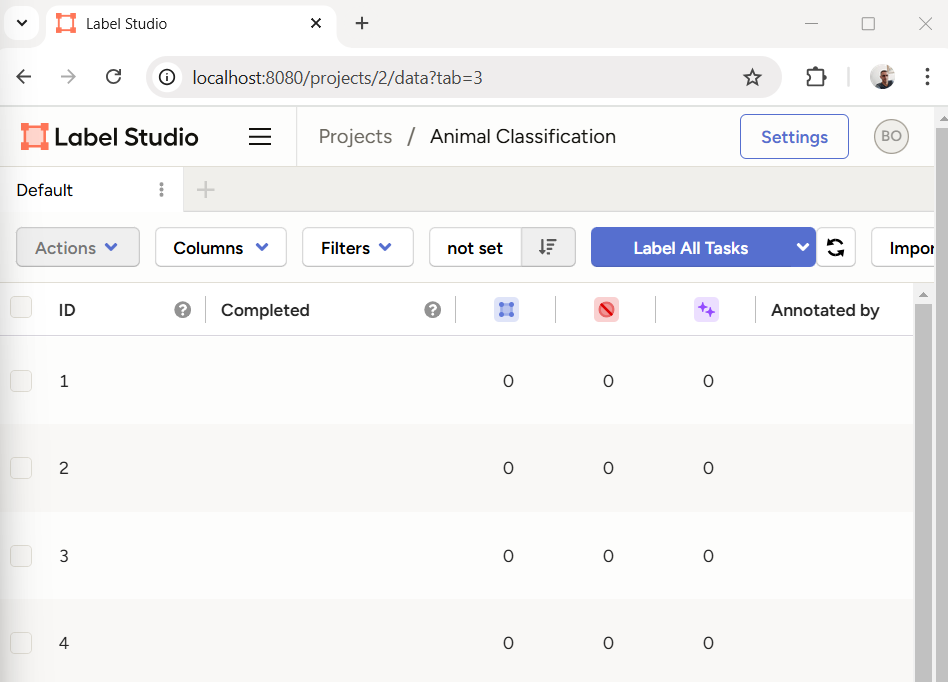 Label Studio
localhost:8080/projects/2/data?tab=3
Label Studio Projects / Animal Classification Settings BO
Default
Actions Columns Filters not set Label All Tasks Impor
ID Completed Annotated by
1 0 0 0
2 0 0 0
3 0 0 0
4 0 0 0